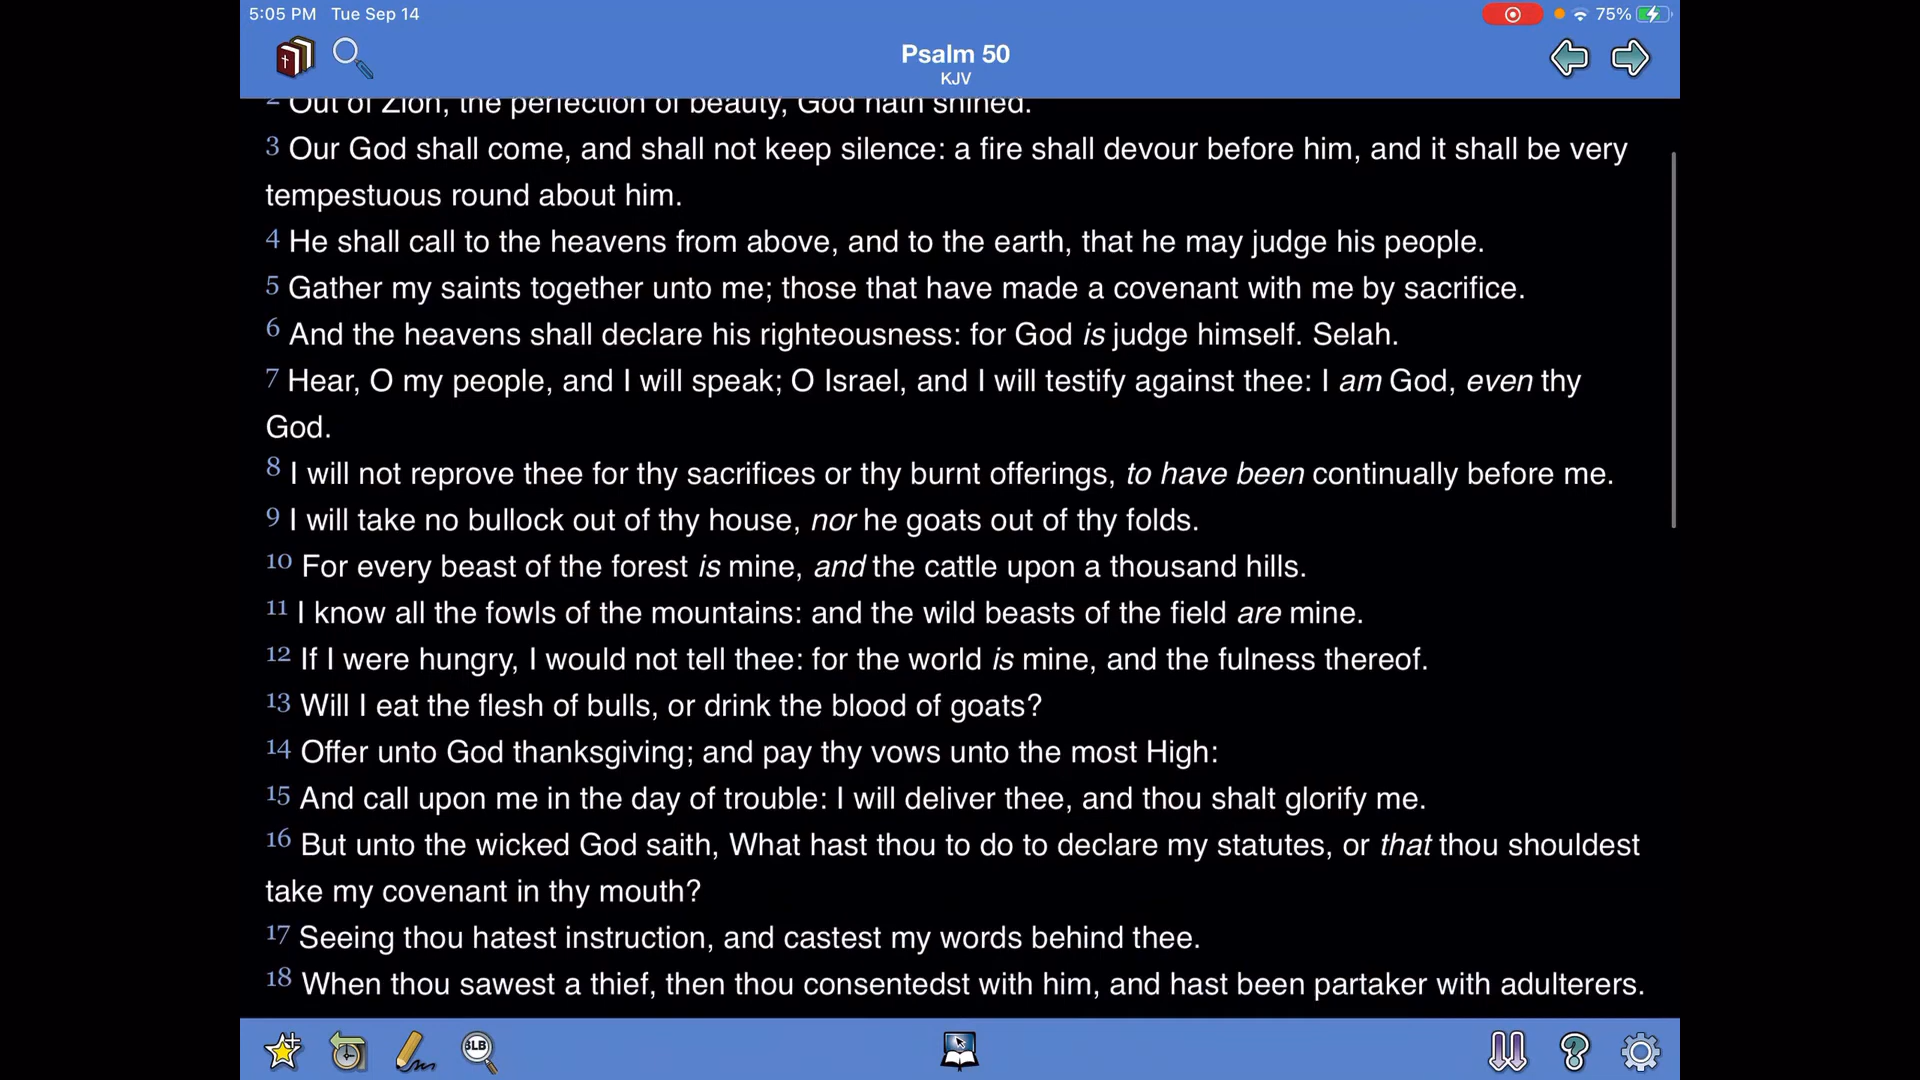 5:05 PM Tue Sep 14 75%
Psalm 50
KJV
2 Out of Zion, the perfection of beauty, God hath shined.
3 Our God shall come, and shall not keep silence: a fire shall devour before him, and it shall be very
tempestuous round about him.
4 He shall call to the heavens from above, and to the earth, that he may judge his people.
5 Gather my saints together unto me; those that have made a covenant with me by sacrifice.
6 And the heavens shall declare his righteousness: for God is judge himself. Selah.
7 Hear, O my people, and I will speak; O Israel, and I will testify against thee: I am God, even thy
God.
8 I will not reprove thee for thy sacrifices or thy burnt offerings, to have been continually before me.
9 I will take no bullock out of thy house, nor he goats out of thy folds.
10 For every beast of the forest is mine, and the cattle upon a thousand hills.
11 I know all the fowls of the mountains: and the wild beasts of the field are mine.
12 If I were hungry, I would not tell thee: for the world is mine, and the fulness thereof.
13 Will I eat the flesh of bulls, or drink the blood of goats?
14 Offer unto God thanksgiving; and pay thy vows unto the most High:
15 And call upon me in the day of trouble: I will deliver thee, and thou shalt glorify me.
16 But unto the wicked God saith, What hast thou to do to declare my statutes, or that thou shouldest
take my covenant in thy mouth?
17 Seeing thou hatest instruction, and castest my words behind thee.
18 When thou sawest a thief, then thou consentedst with him, and hast been partaker with adulterers.
BLB